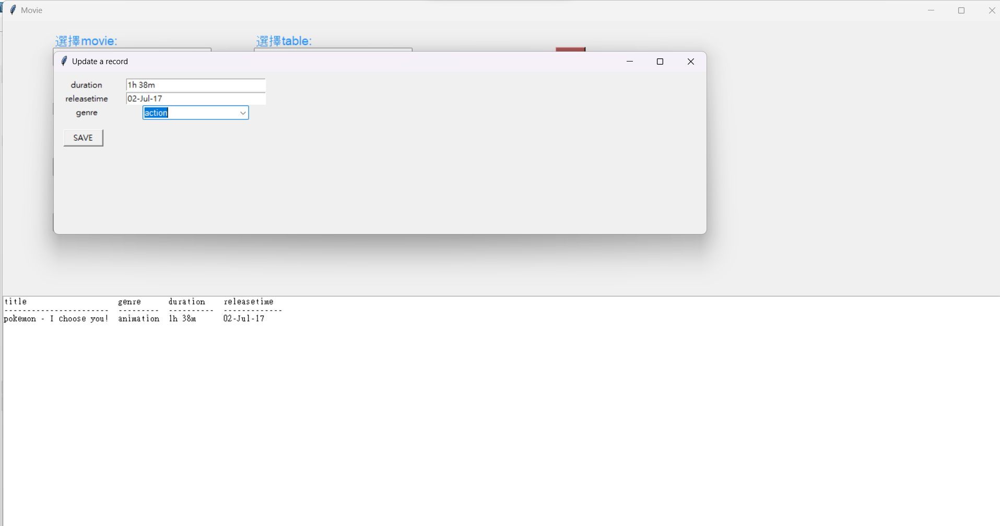 Movie
選擇movie: 選擇table:
Update a record
duration 1h 38m
releasetime 02-Jul-17
genre action
SAVE
title genre duration releasetime
----------------------- --------- ---------- -------------
pokemon - I choose you! animation 1h 38m 02-Jul-17